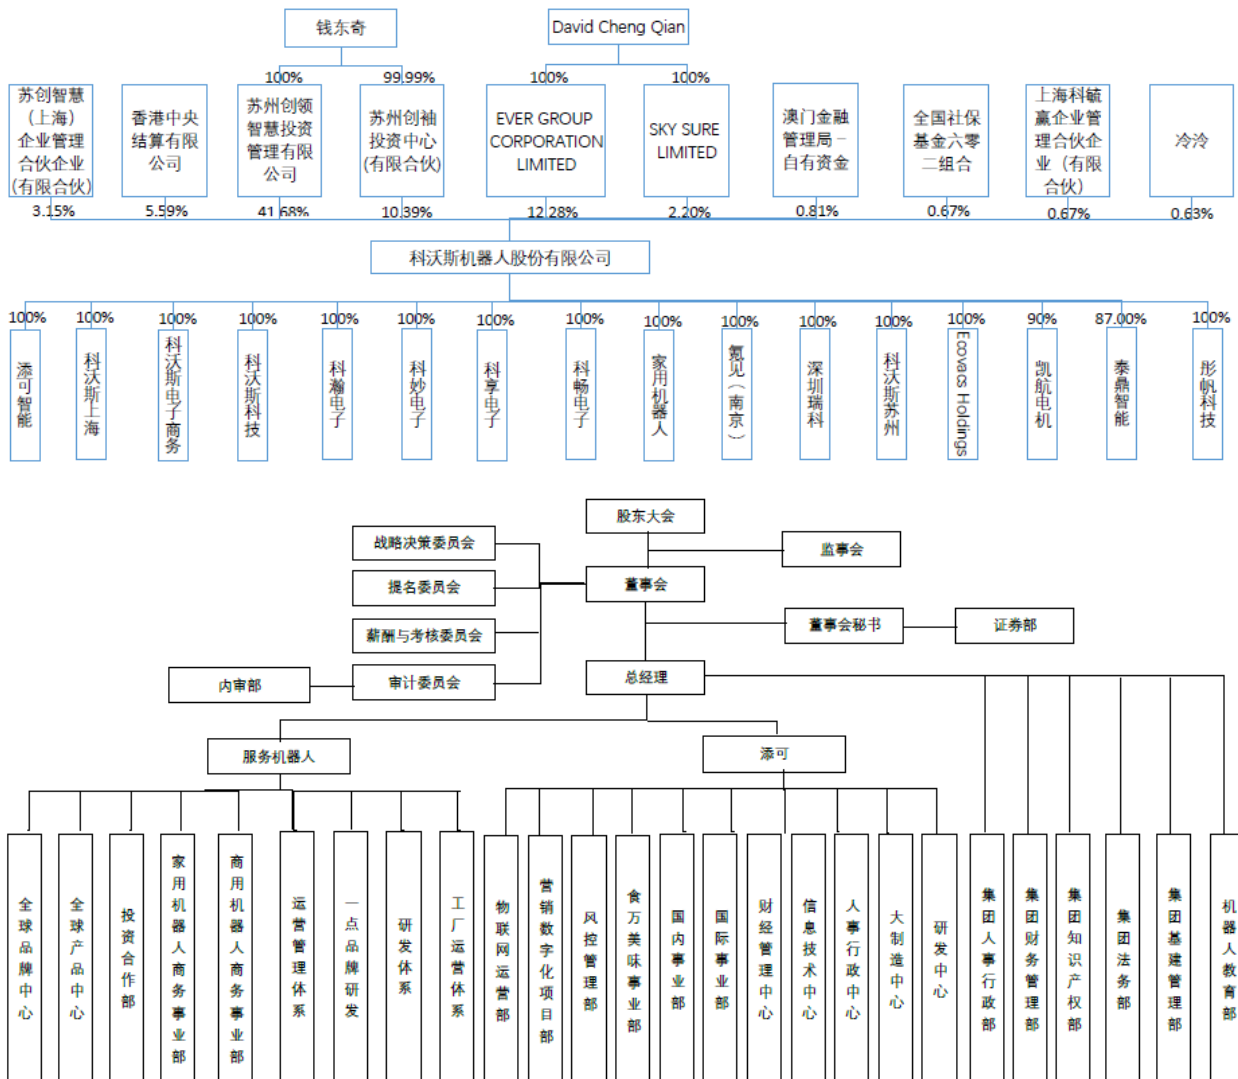 钱东奇
David Cheng Qian
100%
99.99%
100%
100%
苏创智慧
（上海）
企业管理
合伙企业
(有限合伙)
香港中央
结算有限
公司
苏州创领
智慧投资
管理有限
公司
苏州创袖
投资中心
(有限合伙)
EVER GROUP
CORPORATION
LIMITED
SKY SURE
LIMITED
澳门金融
管理局－
自有资金
全国社保
基金六零
二组合
上海科毓
赢企业管
理合伙企
业（有限
合伙）
冷泠
3.15%
5.59%
41.68%
10.39%
12.28%
2.20%
0.81%
0.67%
0.67%
0.63%
科沃斯机器人股份有限公司
100%
100%
100%
100%
100%
100%
100%
100%
100%
100%
100%
100%
100%
90%
87.00%
100%
添可智能
科沃斯上海
科沃斯电子商务
科沃斯科技
科瀚电子
科妙电子
科享电子
科畅电子
家用机器人
氪见（南京）
深圳瑞科
科沃斯苏州
Ecovacs Holdings
凯航电机
泰鼎智能
彤帆科技
股东大会
战略决策委员会
监事会
提名委员会
董事会
薪酬与考核委员会
董事会秘书
证券部
内审部
审计委员会
总经理
服务机器人
添可
全球品牌中心
全球产品中心
投资合作部
家用机器人商务事业部
商用机器人商务事业部
运营管理体系
一点品牌研发
研发体系
工厂运营体系
物联网运营部
营销数字化项目部
风控管理部
食万美味事业部
国内事业部
国际事业部
财经管理中心
信息技术中心
人事行政中心
大制造中心
研发中心
集团人事行政部
集团财务管理部
集团知识产权部
集团法务部
集团基建管理部
机器人教育部